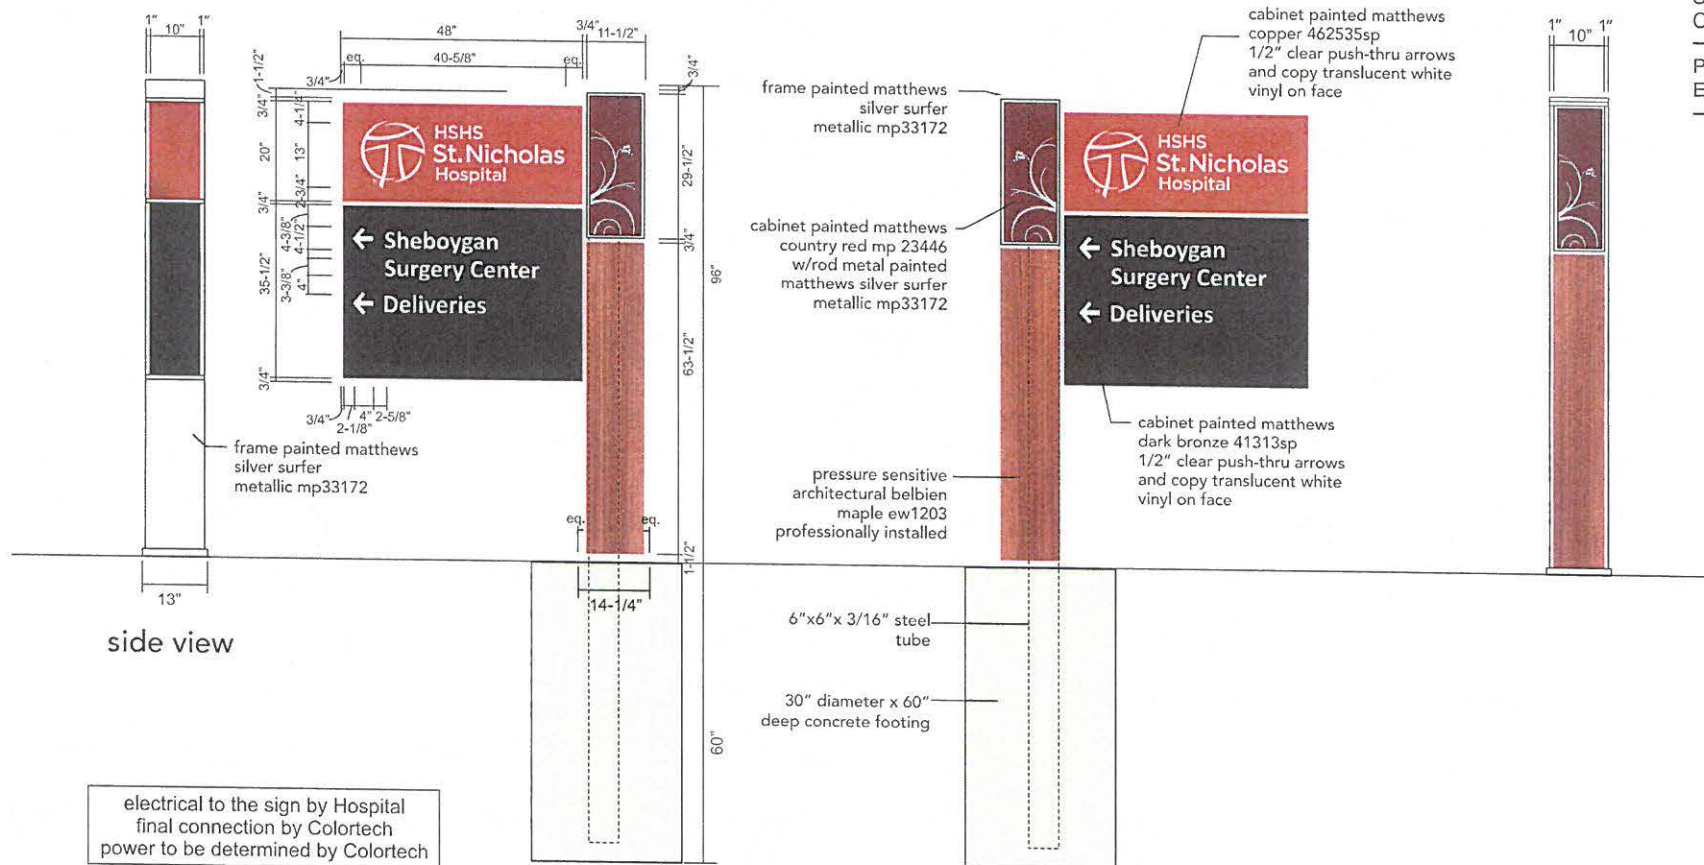 1"
1"
10"
1-1/2"
3/4"
20"
3/4"
35-1/2"
3/4"
4-1/4"
13"
2-3/4"
4-3/8"
4-1/2"
3-3/8"
4"
48"
3/4"
11-1/2"
eq.
40-5/8"
eq.
3/4"
3/4"
HSHS
St.Nicholas
Hospital
← Sheboygan
Surgery Center
← Deliveries
3/4"
2-1/8"
4"
2-5/8"
29-1/2"
3/4"
96"
63-1/2"
1-1/2"
eq.
eq.
14-1/4"
60"
frame painted matthews
silver surfer
metallic mp33172
13"
side view
electrical to the sign by Hospital
final connection by Colortech
power to be determined by Colortech
frame painted matthews
silver surfer
metallic mp33172
cabinet painted matthews
country red mp 23446
w/rod metal painted
matthews silver surfer
metallic mp33172
pressure sensitive
architectural belbien
maple ew1203
professionally installed
6"x6"x 3/16" steel
tube
30" diameter x 60"
deep concrete footing
cabinet painted matthews
copper 462535sp
1/2" clear push-thru arrows
and copy translucent white
vinyl on face
HSHS
St.Nicholas
Hospital
← Sheboygan
Surgery Center
← Deliveries
cabinet painted matthews
dark bronze 41313sp
1/2" clear push-thru arrows
and copy translucent white
vinyl on face
1"
1"
10"
C
P
E